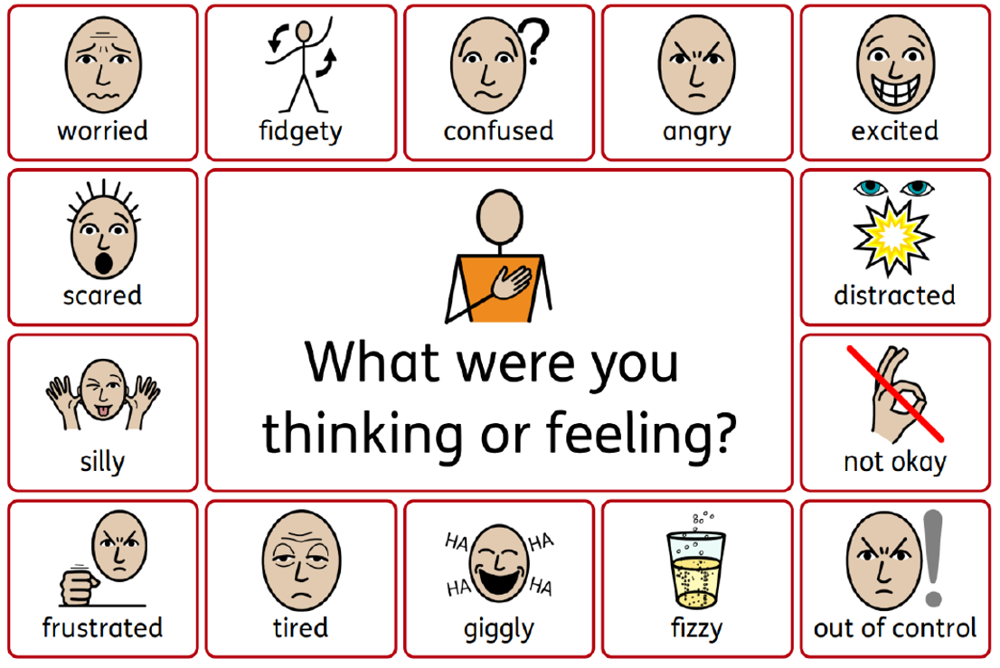 worried
fidgety
?
confused
angry
excited
scared
What were you
thinking or feeling?
distracted
silly
not okay
frustrated
tired
HA HA
HA HA
giggly
fizzy
!
out of control